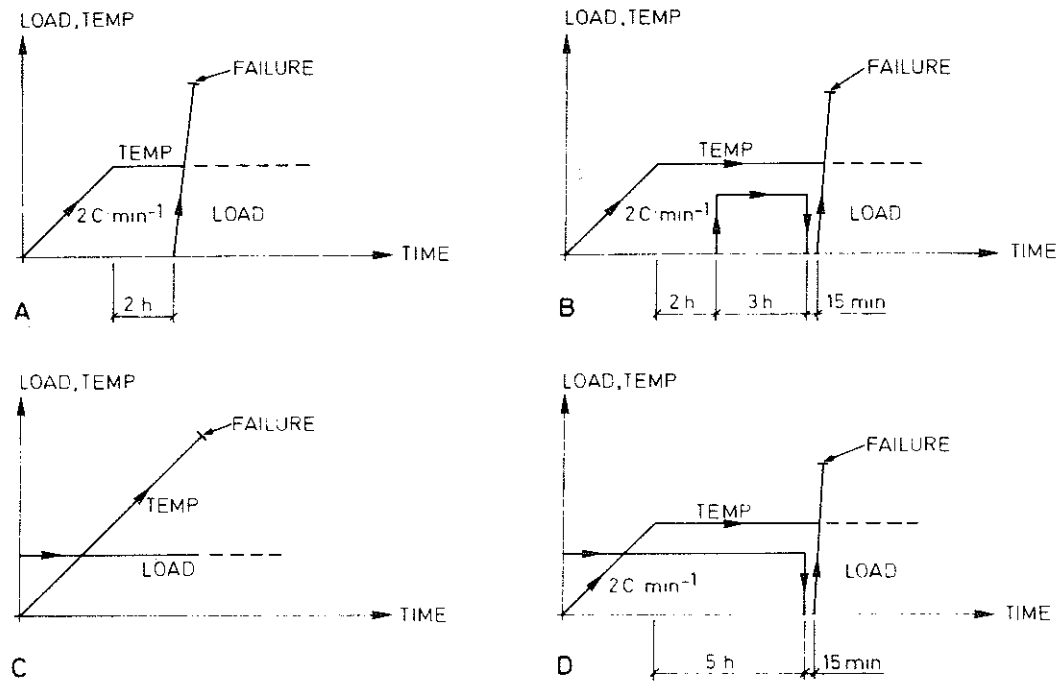 LOAD,TEMP
FAILURE
TEMP
2 C·min⁻¹
LOAD
TIME
2 h
A
LOAD,TEMP
FAILURE
TEMP
2 C·min⁻¹
LOAD
TIME
2 h
3 h
15 min
B
LOAD,TEMP
FAILURE
TEMP
LOAD
TIME
C
LOAD,TEMP
FAILURE
TEMP
2 C min⁻¹
LOAD
TIME
5 h
15 min
D